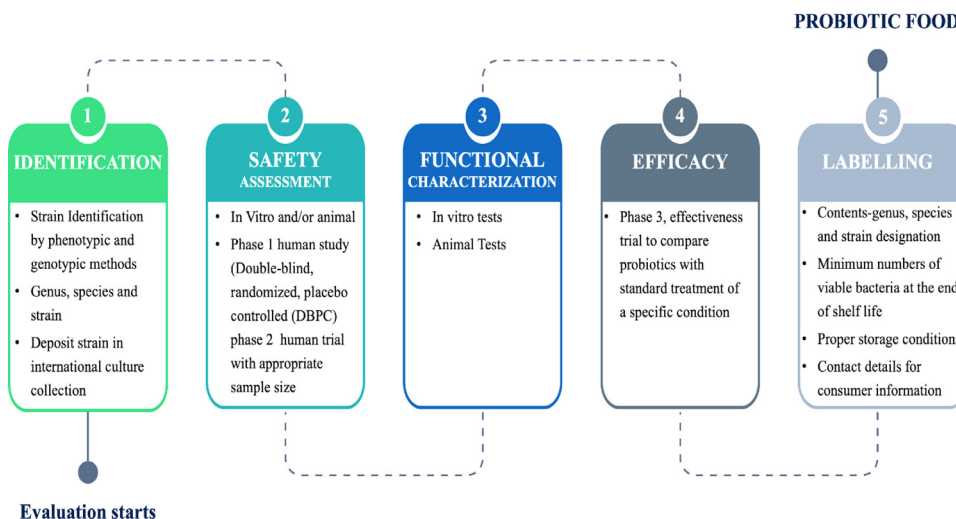 PROBIOTIC FOOD
1
IDENTIFICATION
• Strain Identification
by phenotypic and
genotypic methods
• Genus, species and
strain
• Deposit strain in
international culture
collection
2
SAFETY
ASSESSMENT
• In Vitro and/or animal
• Phase 1 human study
(Double-blind,
randomized, placebo
controlled (DBPC)
phase 2 human trial
with appropriate
sample size
3
FUNCTIONAL
CHARACTERIZATION
• In vitro tests
• Animal Tests
4
EFFICACY
• Phase 3, effectiveness
trial to compare
probiotics with
standard treatment of
a specific condition
5
LABELLING
• Contents-genus, species
and strain designation
• Minimum numbers of
viable bacteria at the end
of shelf life
• Proper storage condition
• Contact details for
consumer information
Evaluation starts